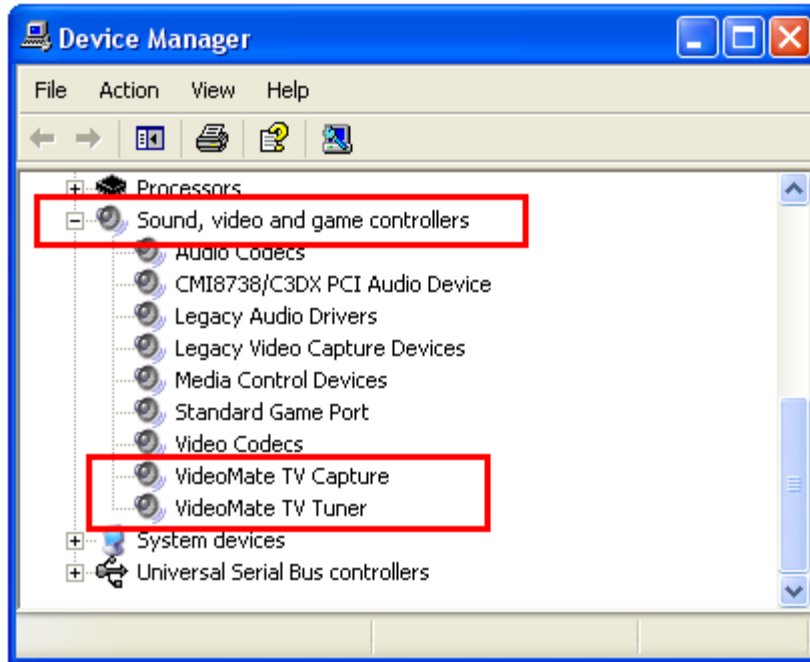 Device Manager
File Action View Help
Processors
Sound, video and game controllers
Audio Codecs
CMI8738/C3DX PCI Audio Device
Legacy Audio Drivers
Legacy Video Capture Devices
Media Control Devices
Standard Game Port
Video Codecs
VideoMate TV Capture
VideoMate TV Tuner
System devices
Universal Serial Bus controllers